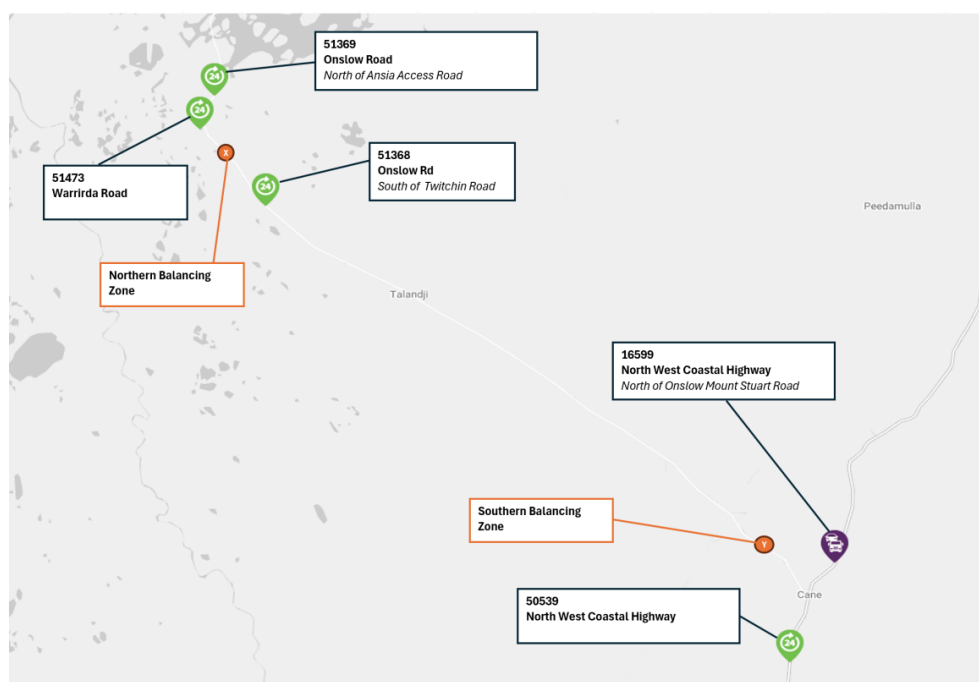 51369
Onslow Road
North of Ansia Access Road
24
24
51368
Onslow Rd
South of Twitchin Road
X
51473
Warrirda Road
24
Peedamulla
Northern Balancing
Zone
Talandji
16599
North West Coastal Highway
North of Onslow Mount Stuart Road
Southern Balancing
Zone
Y
Cane
50539
North West Coastal Highway
24